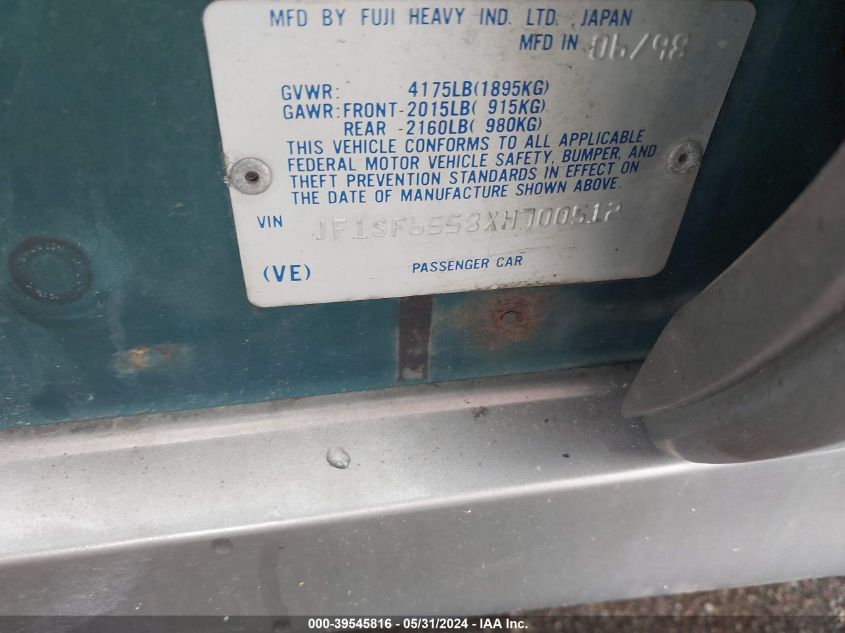 MFD BY FUJI HEAVY IND. LTD. ,JAPAN
MFD IN 06/98
GVWR: 4175LB(1895KG)
GAWR:FRONT-2015LB( 915KG)
REAR -2160LB( 980KG)
THIS VEHICLE CONFORMS TO ALL APPLICABLE
FEDERAL MOTOR VEHICLE SAFETY, BUMPER, AND
THEFT PREVENTION STANDARDS IN EFFECT ON
THE DATE OF MANUFACTURE SHOWN ABOVE.
VIN JF1SF6553XH700512
(VE) PASSENGER CAR
000-39545816 - 05/31/2024 - IAA Inc.